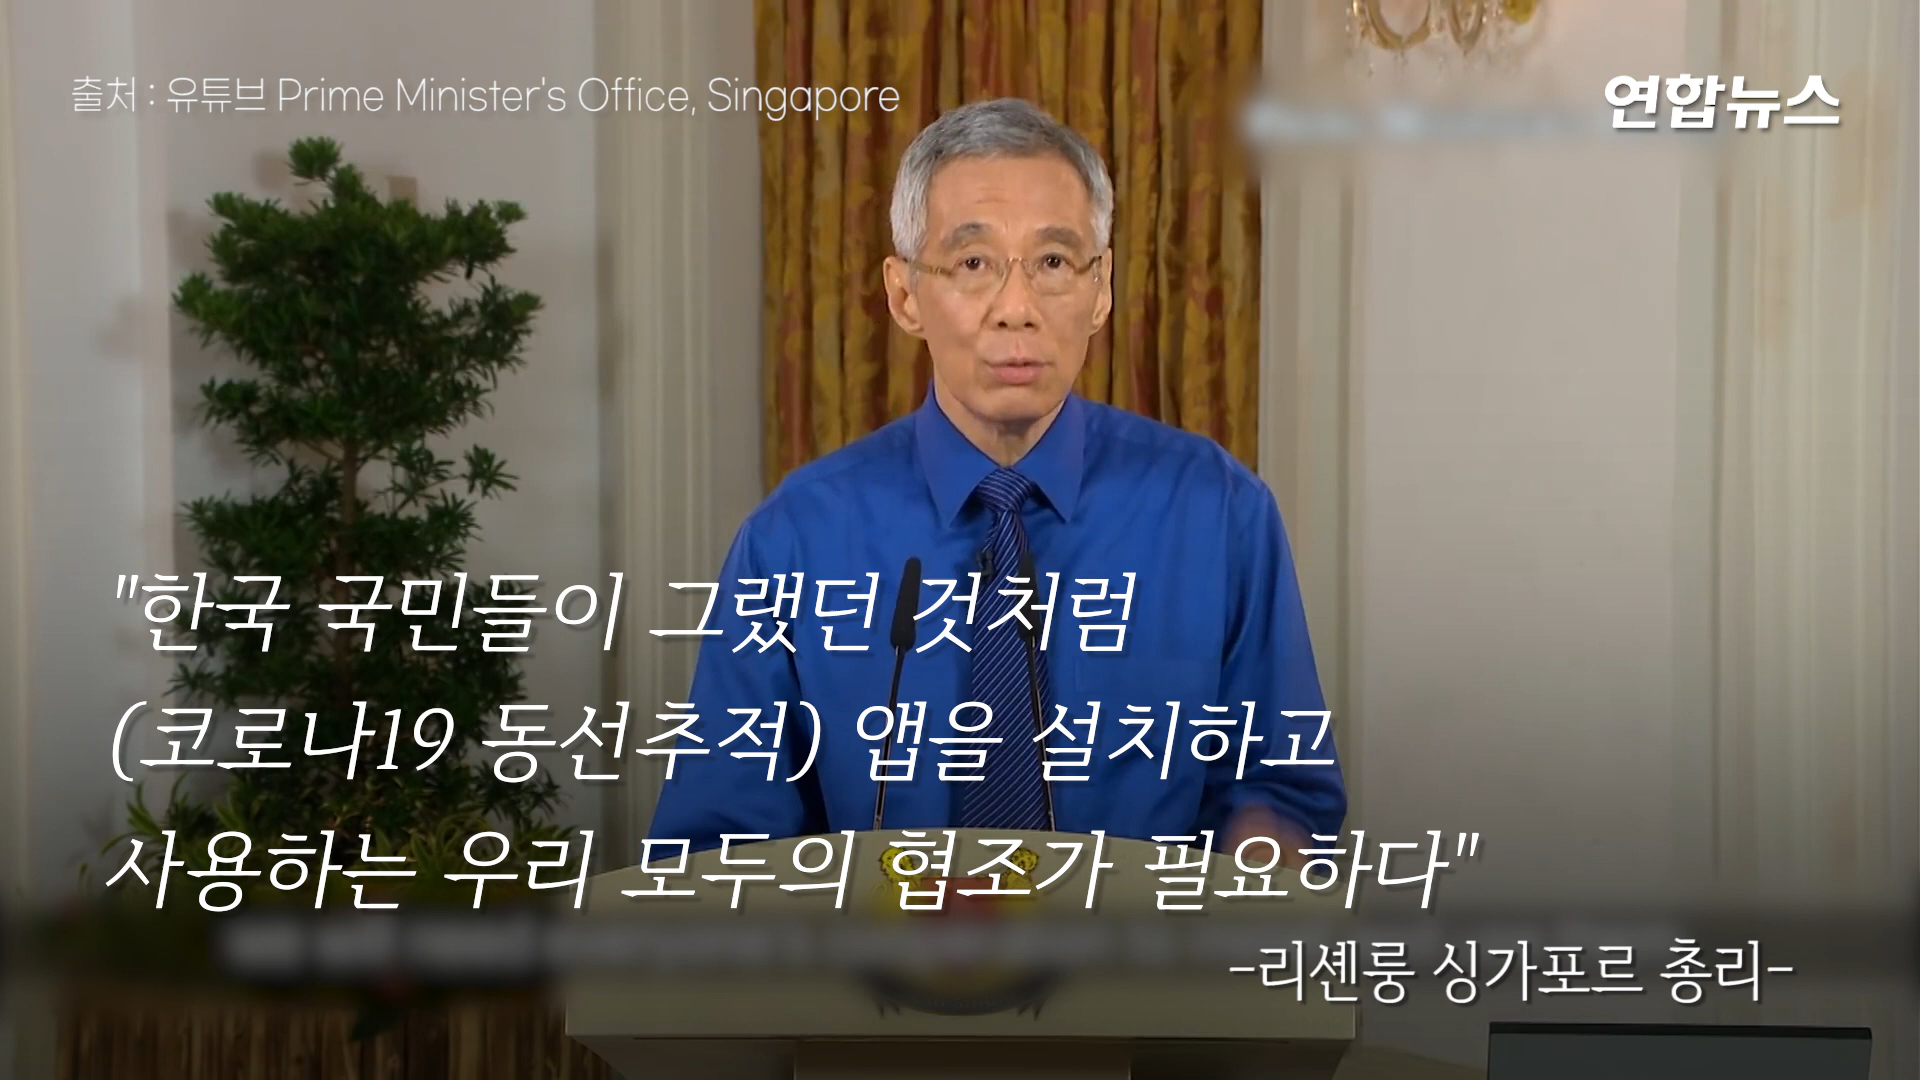 출처 : 유튜브 Prime Minister's Office, Singapore
연합뉴스
"한국 국민들이 그랬던 것처럼
(코로나19 동선추적) 앱을 설치하고
사용하는 우리 모두의 협조가 필요하다"
-리셴룽 싱가포르 총리-